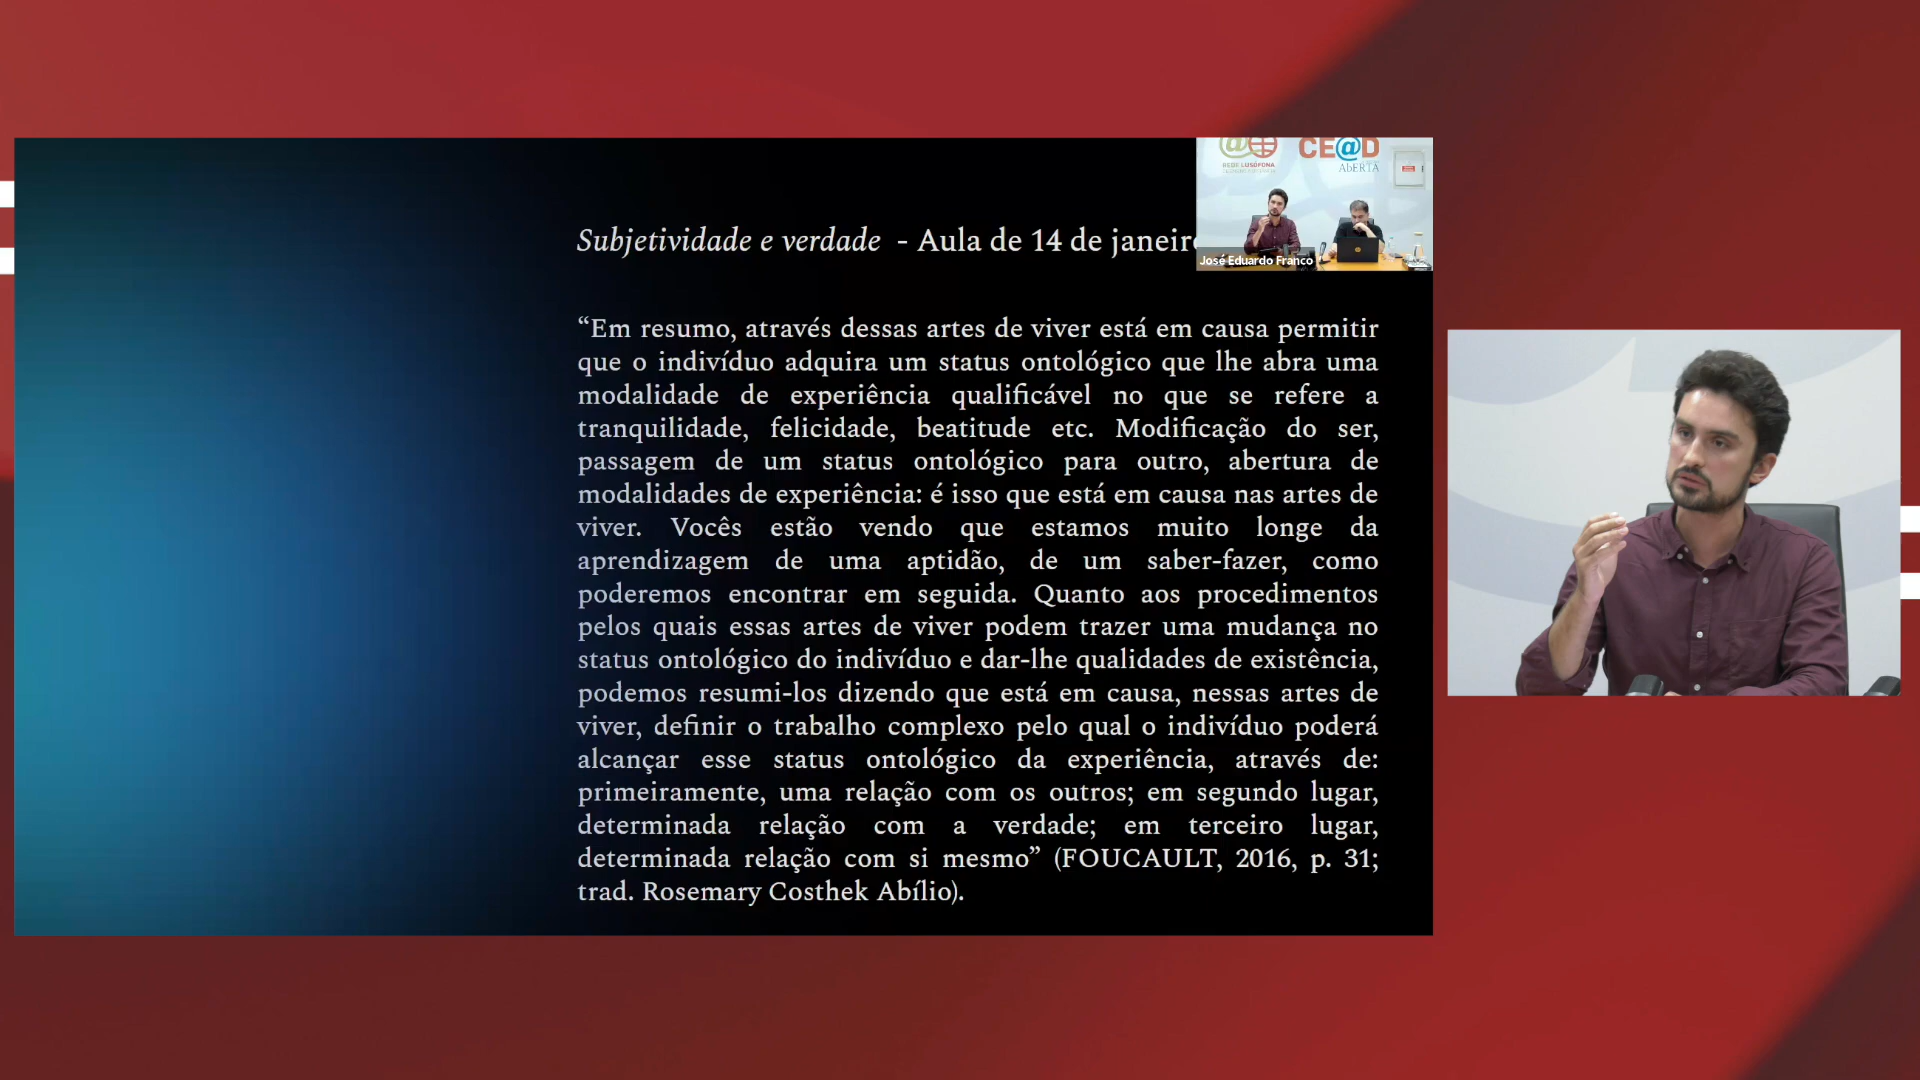 REDE LUSÓFONA
CE@D
AbERTA
José Eduardo Franco
Subjetividade e verdade - Aula de 14 de janeiro
“Em resumo, através dessas artes de viver está em causa permitir
que o indivíduo adquira um status ontológico que lhe abra uma
modalidade de experiência qualificável no que se refere a
tranquilidade, felicidade, beatitude etc. Modificação do ser,
passagem de um status ontológico para outro, abertura de
modalidades de experiência: é isso que está em causa nas artes de
viver. Vocês estão vendo que estamos muito longe da
aprendizagem de uma aptidão, de um saber-fazer, como
poderemos encontrar em seguida. Quanto aos procedimentos
pelos quais essas artes de viver podem trazer uma mudança no
status ontológico do indivíduo e dar-lhe qualidades de existência,
podemos resumi-los dizendo que está em causa, nessas artes de
viver, definir o trabalho complexo pelo qual o indivíduo poderá
alcançar esse status ontológico da experiência, através de:
primeiramente, uma relação com os outros; em segundo lugar,
determinada relação com a verdade; em terceiro lugar,
determinada relação com si mesmo” (FOUCAULT, 2016, p. 31;
trad. Rosemary Costhek Abílio).